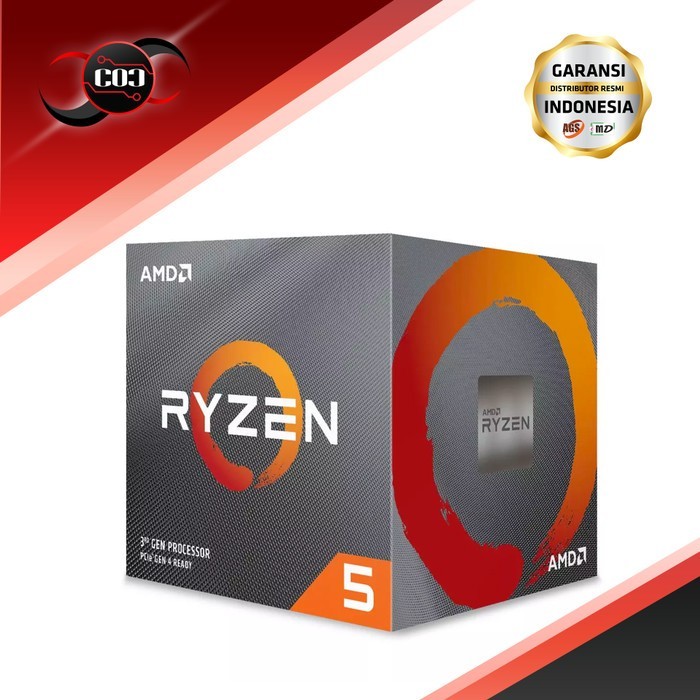 COC
GARANSI
DISTRIBUTOR RESMI
INDONESIA
AGS MD
AMD
RYZEN
3RD GEN PROCESSOR
PCIe® GEN 4 READY
5
AMD
RYZEN
AMD